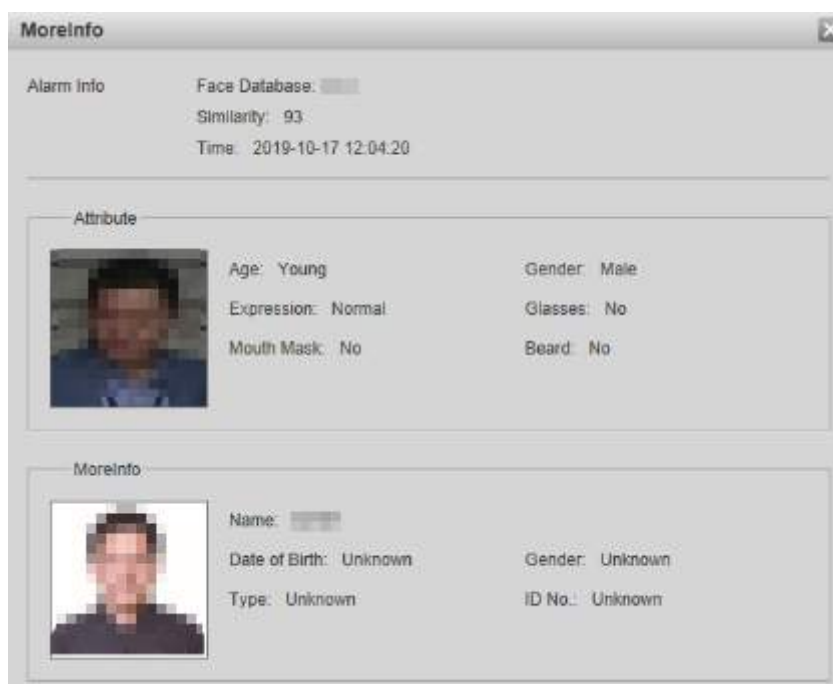 MoreInfo
Alarm Info Face Database:
Similarity: 93
Time: 2019-10-17 12:04:20
Attribute
Age: Young Gender: Male
Expression: Normal Glasses: No
Mouth Mask: No Beard: No
MoreInfo
Name:
Date of Birth: Unknown Gender: Unknown
Type: Unknown ID No.: Unknown